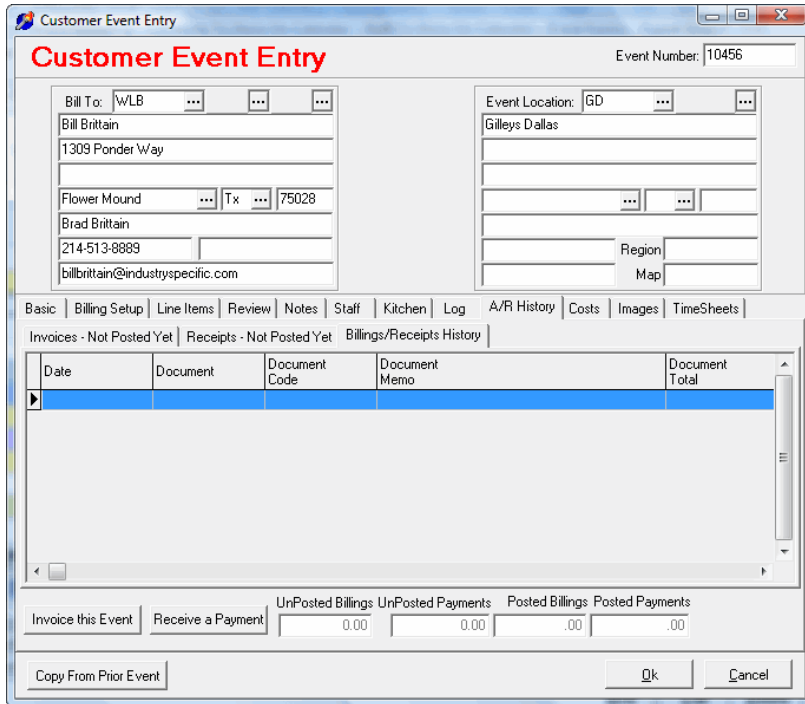 Customer Event Entry
Customer Event Entry
Event Number: 10456
Bill To: WLB ... ... ...
Bill Brittain
1309 Ponder Way
Flower Mound ... Tx ... 75028
Brad Brittain
214-513-8889
billbrittain@industryspecific.com
Event Location: GD ... ...
Gilleys Dallas
... ...
Region
Map
Basic Billing Setup Line Items Review Notes Staff Kitchen Log A/R History Costs Images TimeSheets
Invoices - Not Posted Yet Receipts - Not Posted Yet Billings/Receipts History
Date Document Document Code Document Memo Document Total
Invoice this Event Receive a Payment
UnPosted Billings UnPosted Payments Posted Billings Posted Payments
0.00 0.00 .00 .00
Copy From Prior Event Ok Cancel